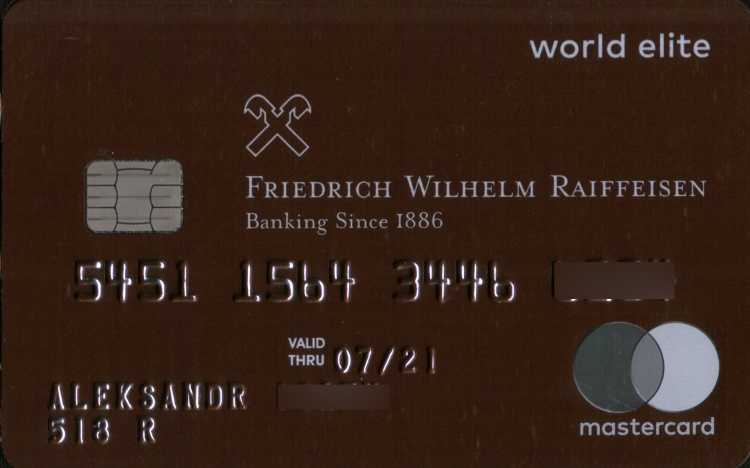 world elite
FRIEDRICH WILHELM RAIFFEISEN
Banking Since 1886
5451 1564 3446
VALID
THRU 07/21
ALEKSANDR
518 R
mastercard